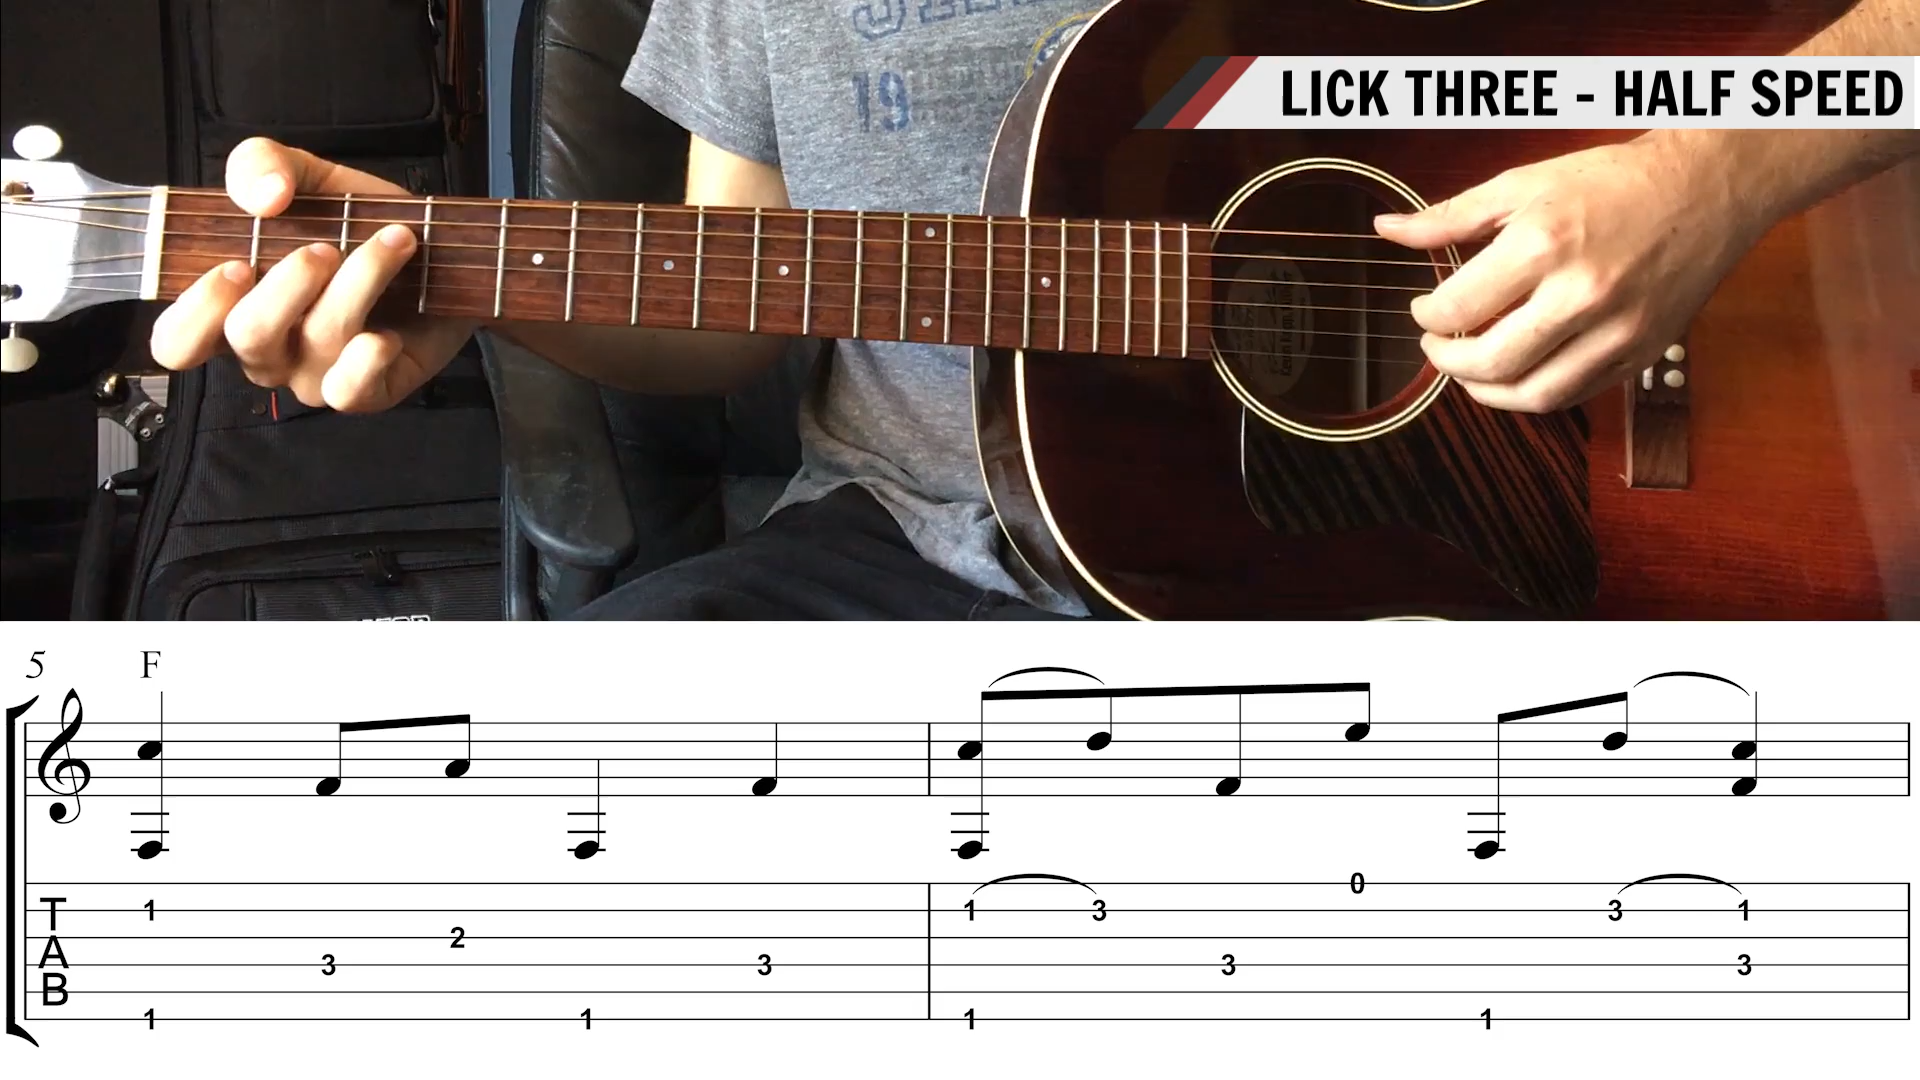 19
LICK THREE - HALF SPEED
5 F
0
T 1 1 3 3 1
2
A 3 3 3 3
B
1 1 1 1